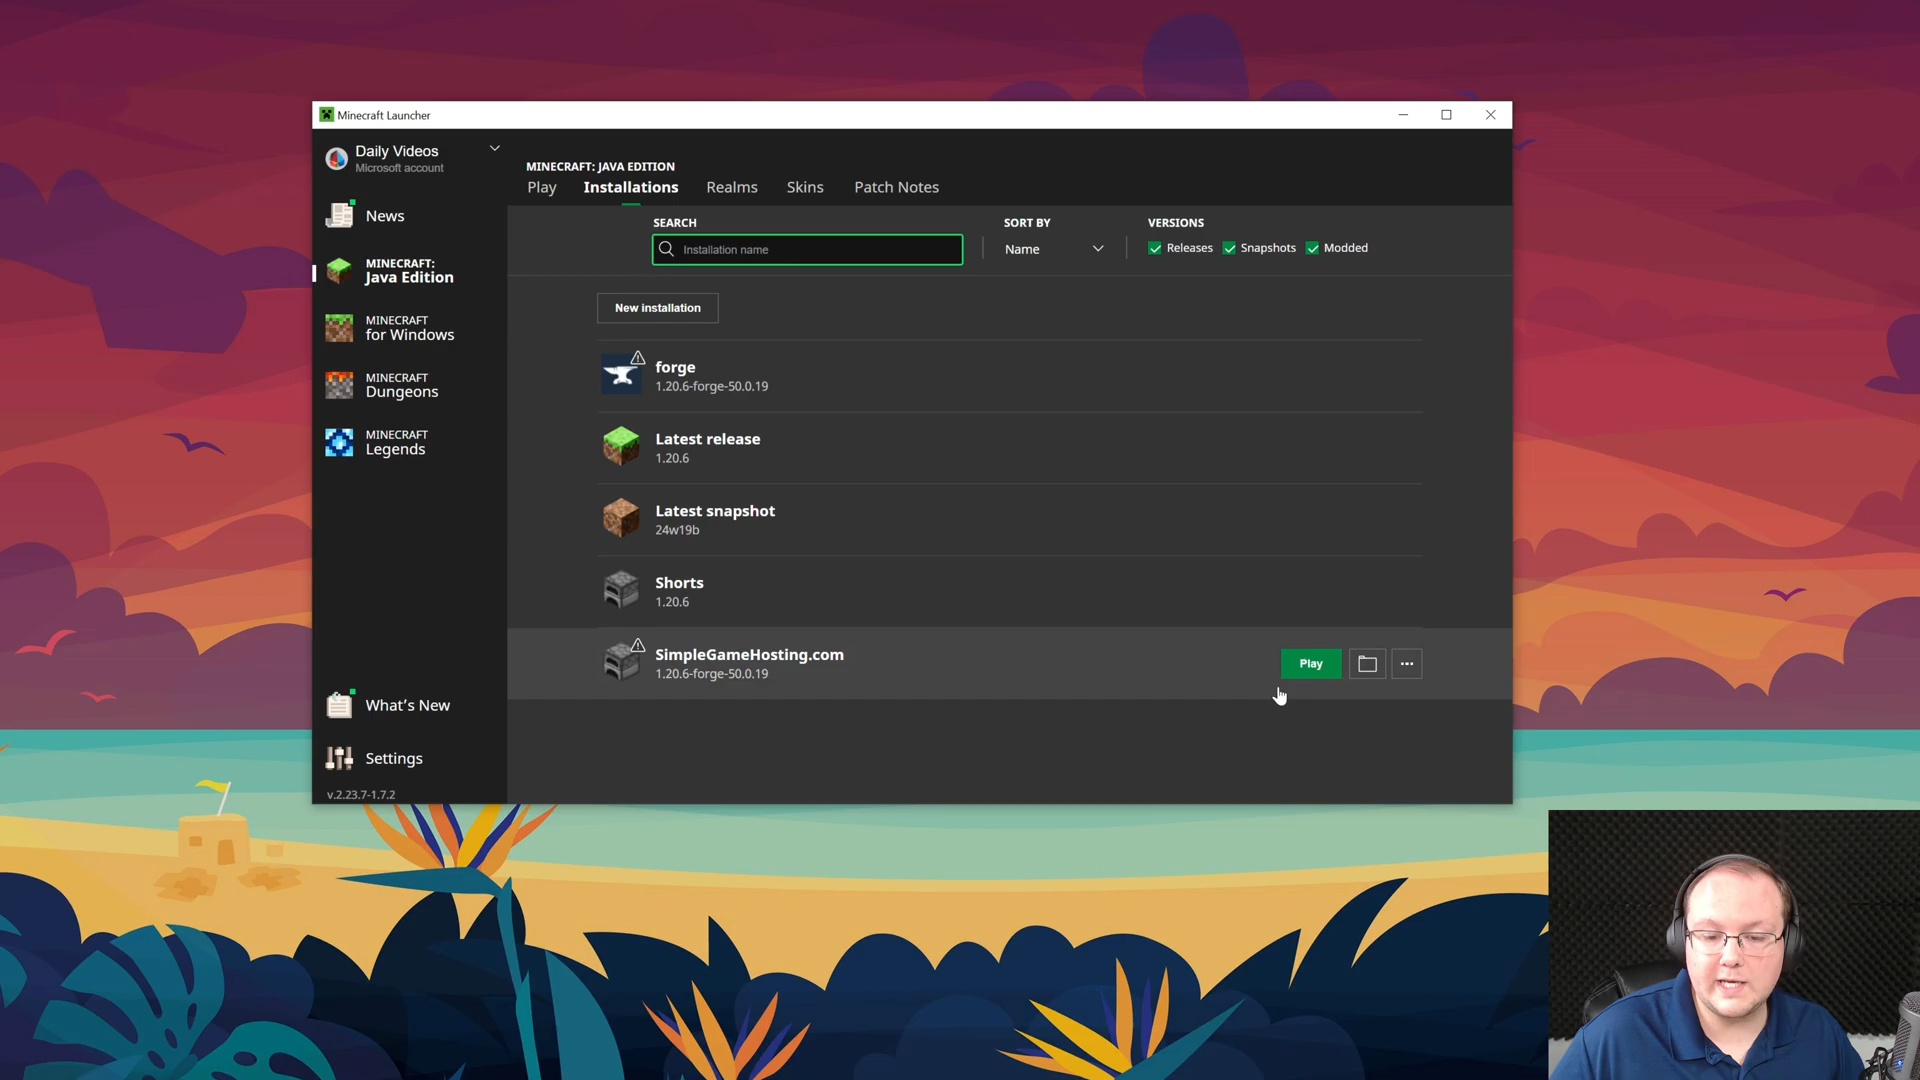 Minecraft Launcher
Daily Videos
Microsoft account
News
MINECRAFT:
Java Edition
MINECRAFT
for Windows
MINECRAFT
Dungeons
MINECRAFT
Legends
What's New
Settings
v.2.23.7-1.7.2
MINECRAFT: JAVA EDITION
Play Installations Realms Skins Patch Notes
SEARCH SORT BY VERSIONS
Installation name Name Releases Snapshots Modded
New installation
forge
1.20.6-forge-50.0.19
Latest release
1.20.6
Latest snapshot
24w19b
Shorts
1.20.6
SimpleGameHosting.com
1.20.6-forge-50.0.19
Play